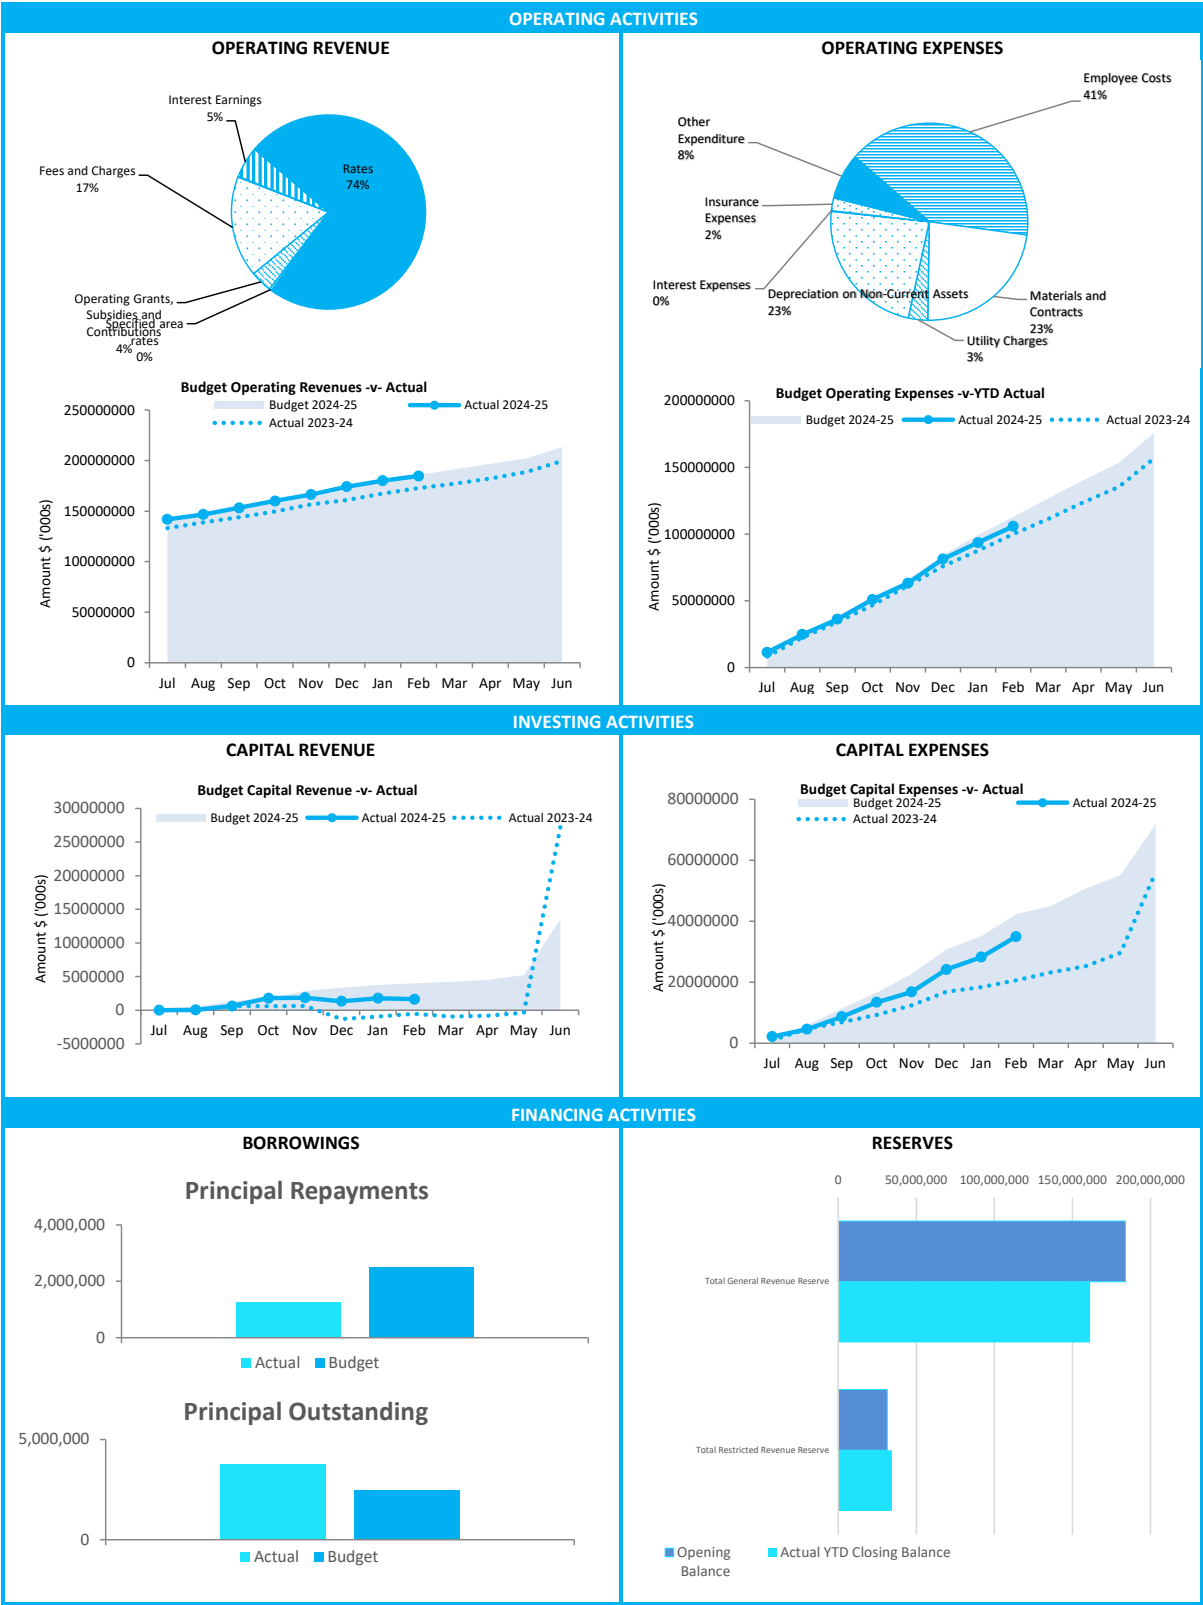 OPERATING ACTIVITIES
OPERATING REVENUE
Interest Earnings
5%
Fees and Charges
17%
Rates
74%
Operating Grants,
Subsidies and
Contributions
4%
Specified area
rates
0%
OPERATING EXPENSES
Employee Costs
41%
Other
Expenditure
8%
Insurance
Expenses
2%
Interest Expenses
0%
Depreciation on Non-Current Assets
23%
Materials and
Contracts
23%
Utility Charges
3%
Budget Operating Revenues -v- Actual
Budget 2024-25
Actual 2024-25
Actual 2023-24
Amount $ ('000s)
250000000
200000000
150000000
100000000
50000000
0
Jul Aug Sep Oct Nov Dec Jan Feb Mar Apr May Jun
Budget Operating Expenses -v-YTD Actual
Budget 2024-25 Actual 2024-25 Actual 2023-24
Amount $ ('000s)
200000000
150000000
100000000
50000000
0
Jul Aug Sep Oct Nov Dec Jan Feb Mar Apr May Jun
INVESTING ACTIVITIES
CAPITAL REVENUE
Budget Capital Revenue -v- Actual
Budget 2024-25 Actual 2024-25 Actual 2023-24
Amount $ ('000s)
30000000
25000000
20000000
15000000
10000000
5000000
0
-5000000
Jul Aug Sep Oct Nov Dec Jan Feb Mar Apr May Jun
CAPITAL EXPENSES
Budget Capital Expenses -v- Actual
Budget 2024-25
Actual 2024-25
Actual 2023-24
Amount $ ('000s)
80000000
60000000
40000000
20000000
0
Jul Aug Sep Oct Nov Dec Jan Feb Mar Apr May Jun
FINANCING ACTIVITIES
BORROWINGS
Principal Repayments
4,000,000
2,000,000
0
Actual Budget
Principal Outstanding
5,000,000
0
Actual Budget
RESERVES
0 50,000,000 100,000,000 150,000,000 200,000,000
Total General Revenue Reserve
Total Restricted Revenue Reserve
Opening
Balance
Actual YTD Closing Balance